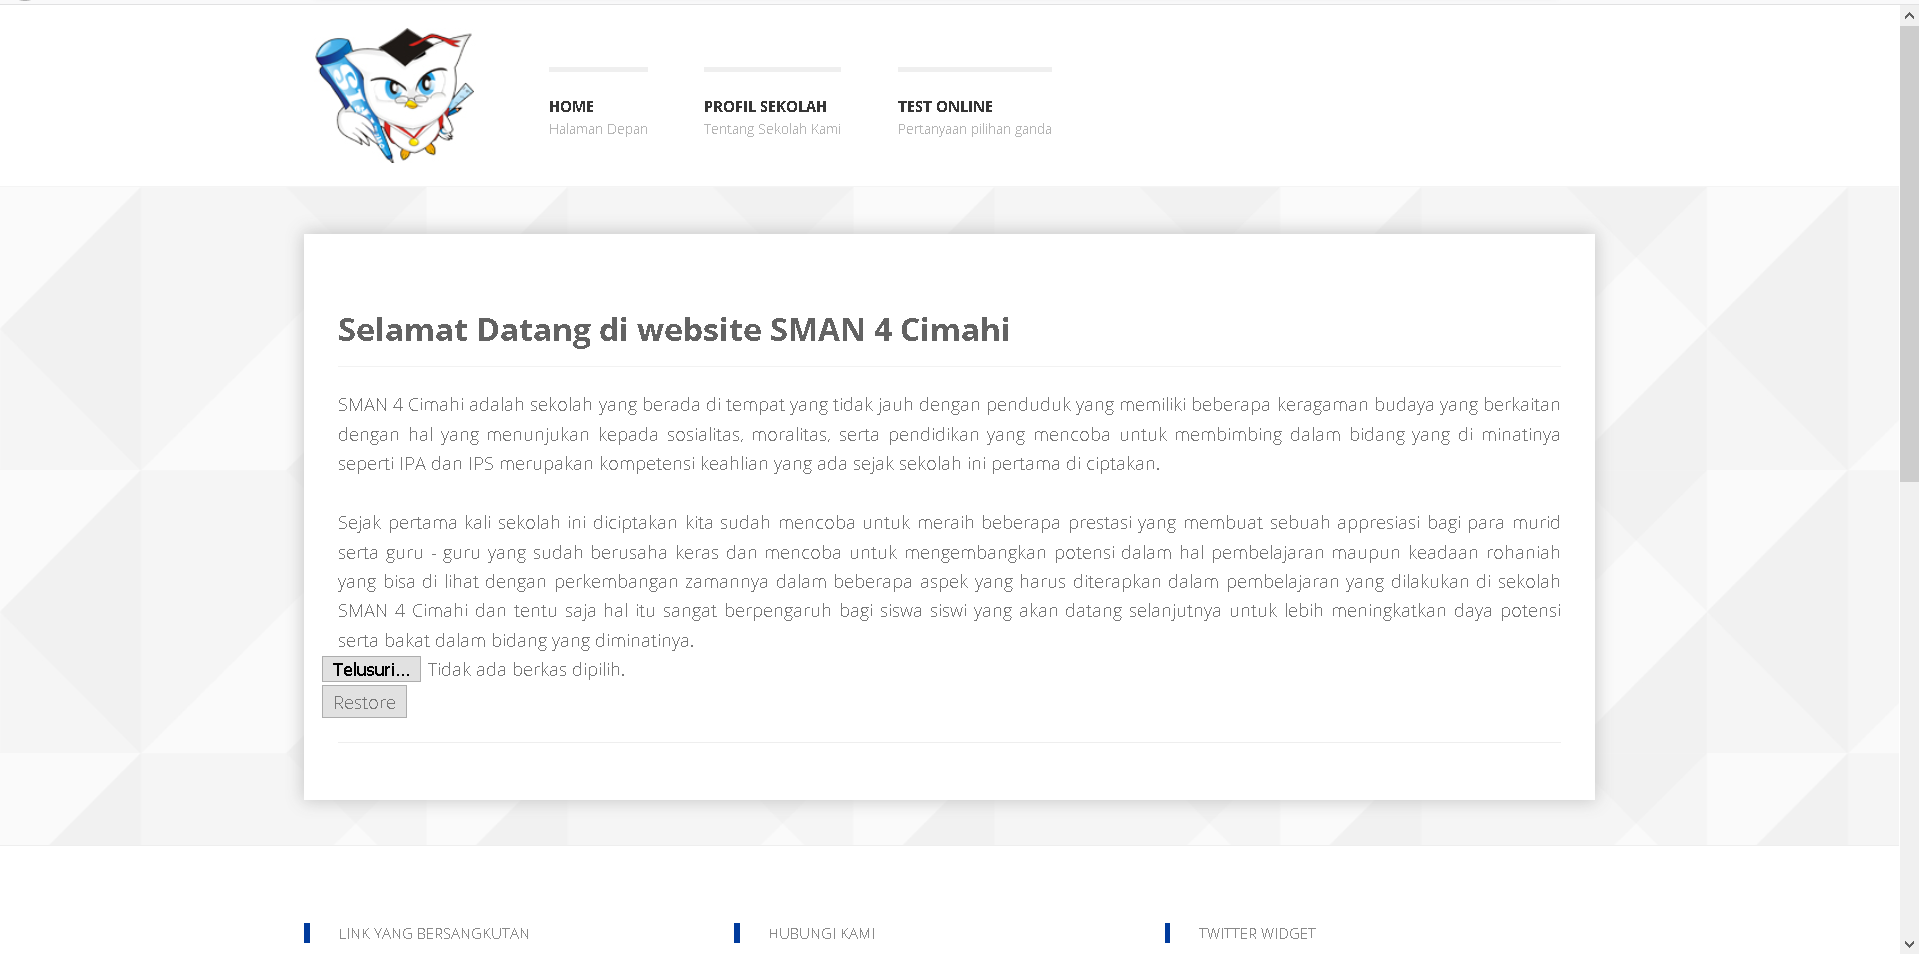 HOME
Halaman Depan
PROFIL SEKOLAH
Tentang Sekolah Kami
TEST ONLINE
Pertanyaan pilihan ganda
Selamat Datang di website SMAN 4 Cimahi
SMAN 4 Cimahi adalah sekolah yang berada di tempat yang tidak jauh dengan penduduk yang memiliki beberapa keragaman budaya yang berkaitan
dengan hal yang menunjukan kepada sosialitas, moralitas, serta pendidikan yang mencoba untuk membimbing dalam bidang yang di minatinya
seperti IPA dan IPS merupakan kompetensi keahlian yang ada sejak sekolah ini pertama di ciptakan.
Sejak pertama kali sekolah ini diciptakan kita sudah mencoba untuk meraih beberapa prestasi yang membuat sebuah appresiasi bagi para murid
serta guru - guru yang sudah berusaha keras dan mencoba untuk mengembangkan potensi dalam hal pembelajaran maupun keadaan rohaniah
yang bisa di lihat dengan perkembangan zamannya dalam beberapa aspek yang harus diterapkan dalam pembelajaran yang dilakukan di sekolah
SMAN 4 Cimahi dan tentu saja hal itu sangat berpengaruh bagi siswa siswi yang akan datang selanjutnya untuk lebih meningkatkan daya potensi
serta bakat dalam bidang yang diminatinya.
Telusuri... Tidak ada berkas dipilih.
Restore
LINK YANG BERSANGKUTAN
HUBUNGI KAMI
TWITTER WIDGET